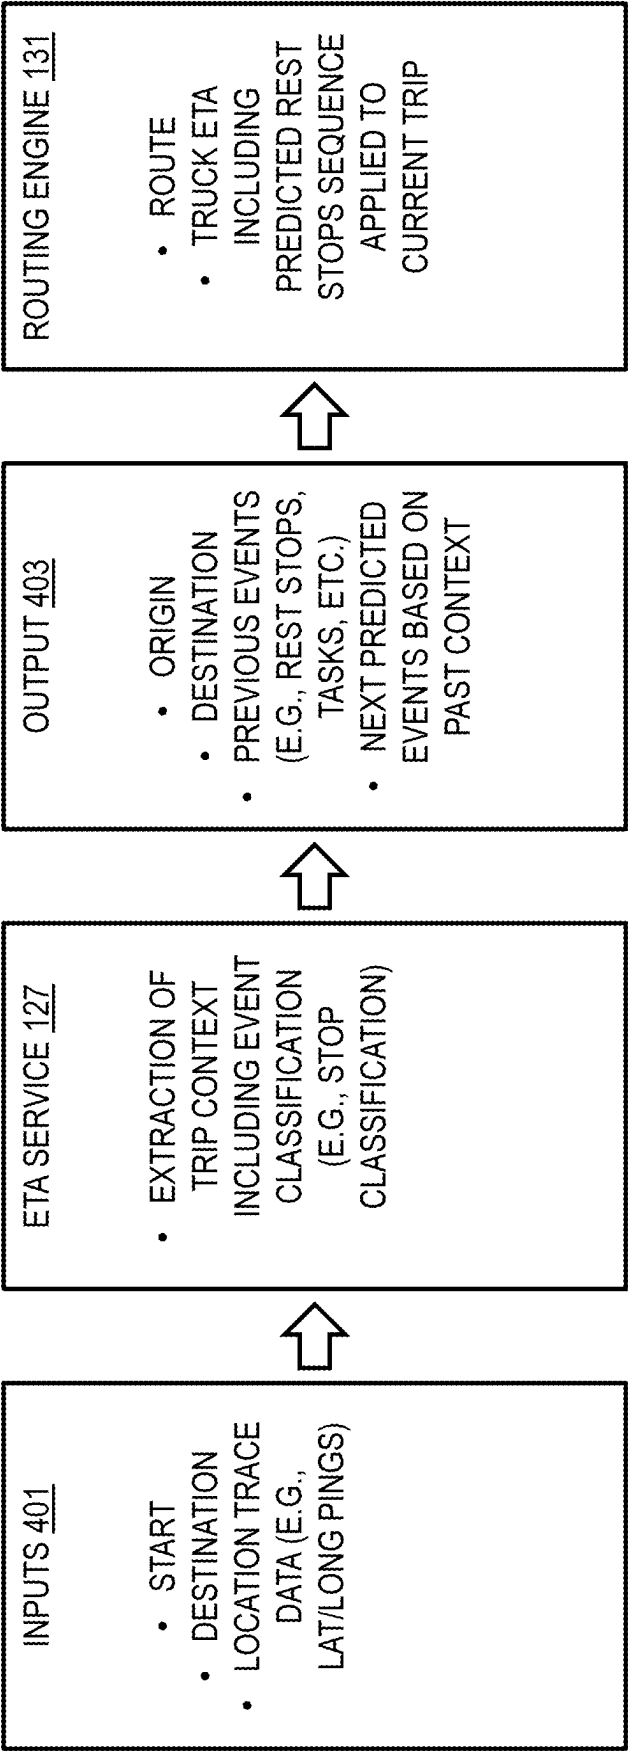 INPUTS 401
• START
• DESTINATION
• LOCATION TRACE
DATA (E.G.,
LAT/LONG PINGS)
ETA SERVICE 127
• EXTRACTION OF
TRIP CONTEXT
INCLUDING EVENT
CLASSIFICATION
(E.G., STOP
CLASSIFICATION)
OUTPUT 403
• ORIGIN
• DESTINATION
• PREVIOUS EVENTS
(E.G., REST STOPS,
TASKS, ETC.)
• NEXT PREDICTED
EVENTS BASED ON
PAST CONTEXT
ROUTING ENGINE 131
• ROUTE
• TRUCK ETA
INCLUDING
PREDICTED REST
STOPS SEQUENCE
APPLIED TO
CURRENT TRIP